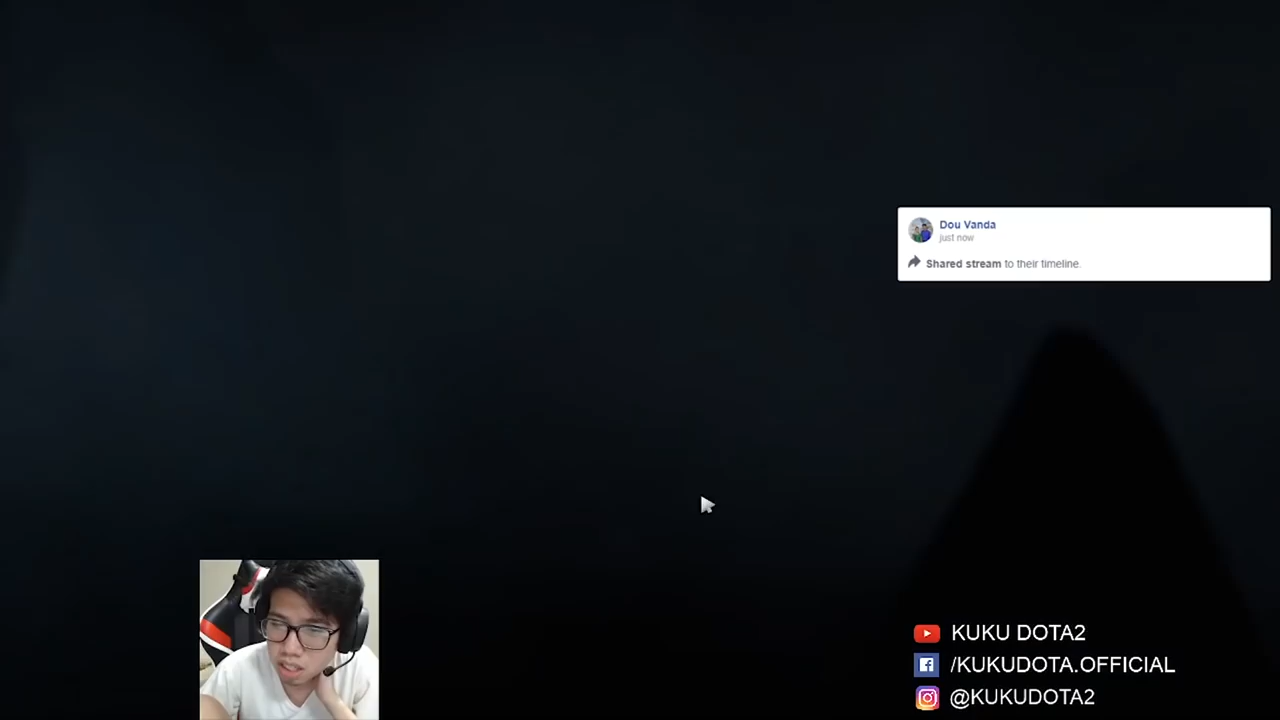 Dou Vanda
just now
Shared stream to their timeline.
KUKU DOTA2
/KUKUDOTA.OFFICIAL
@KUKUDOTA2